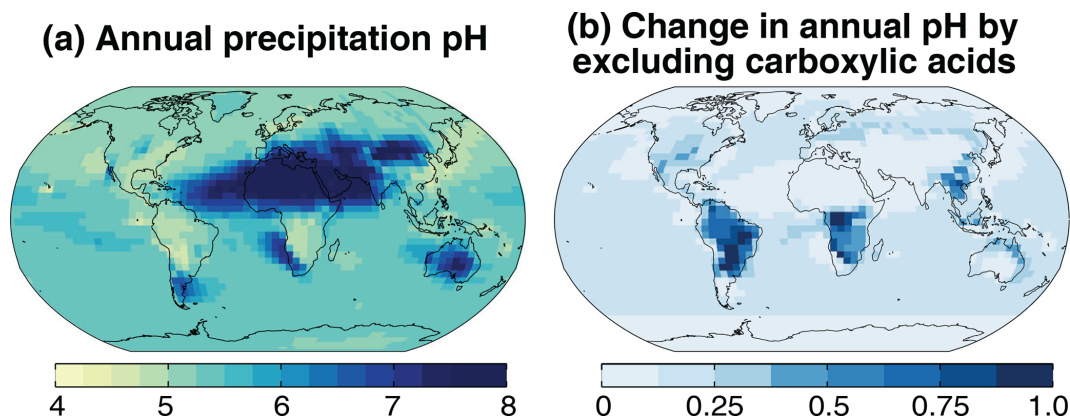 (a) Annual precipitation pH
(b) Change in annual pH by
excluding carboxylic acids
4 5 6 7 8
0 0.25 0.5 0.75 1.0